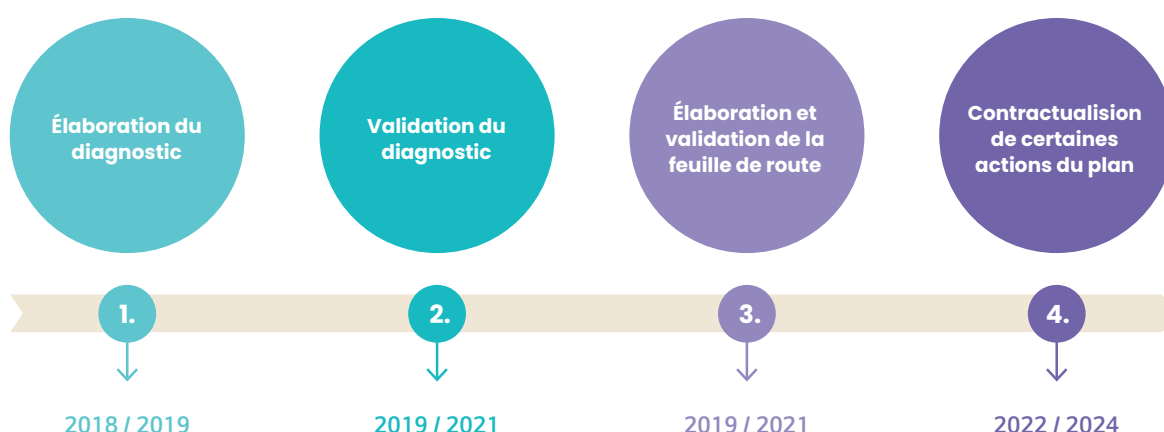 Élaboration du
diagnostic
Validation du
diagnostic
Élaboration et
validation de la
feuille de route
Contractualision
de certaines
actions du plan
1.
2.
3.
4.
2018 / 2019
2019 / 2021
2019 / 2021
2022 / 2024